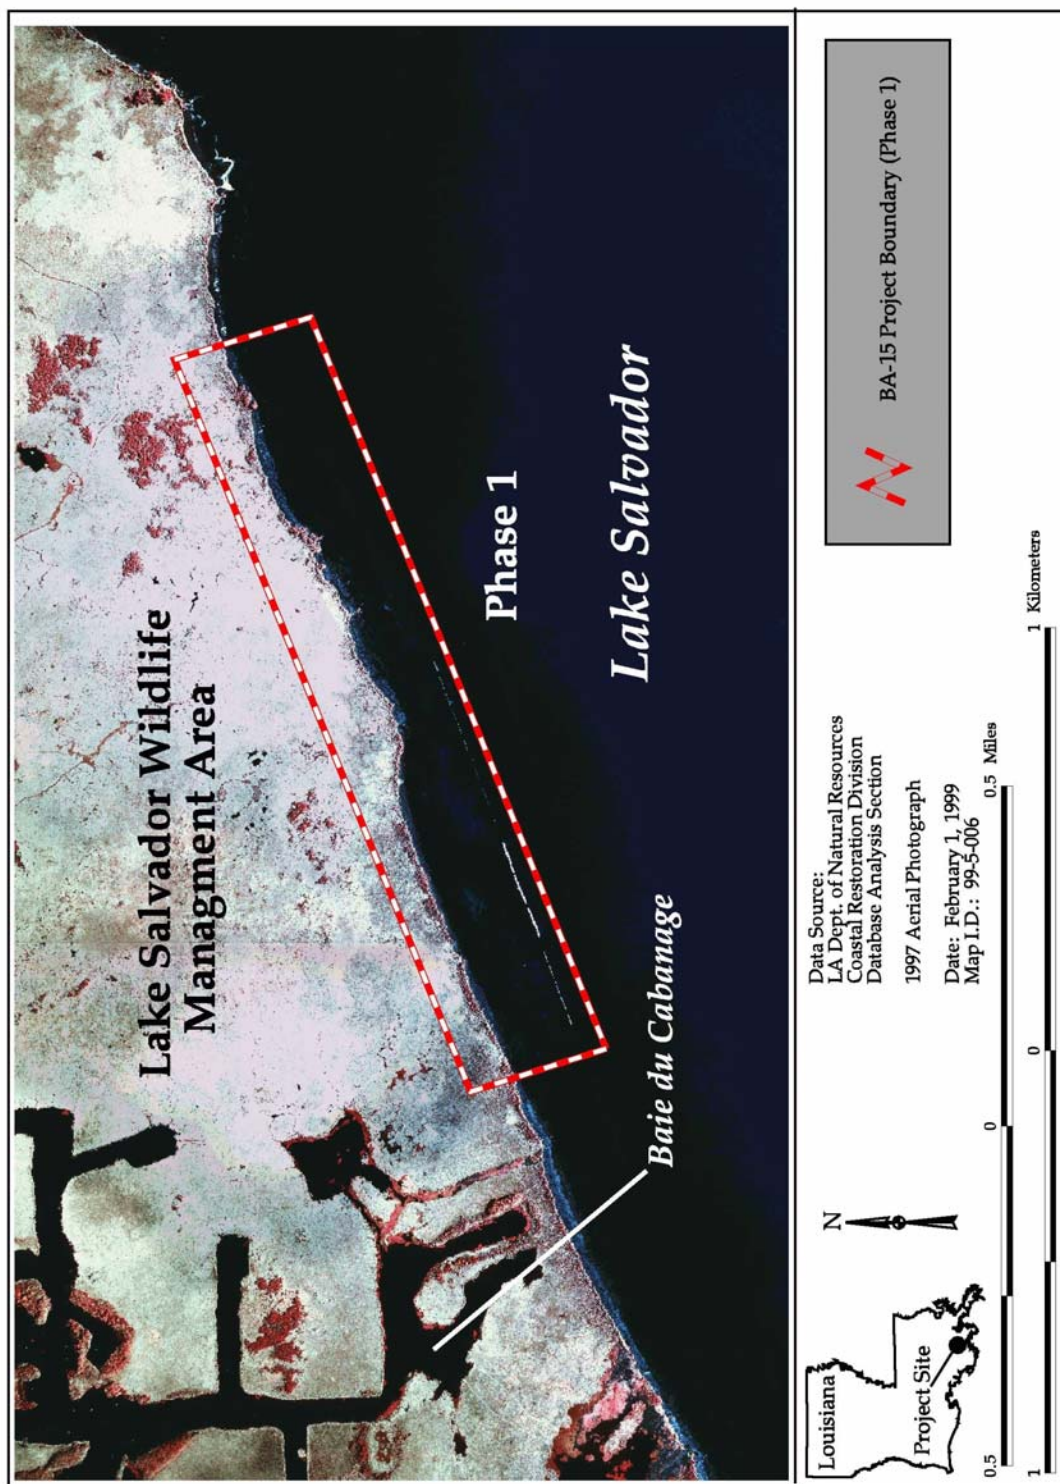 Lake Salvador Wildlife
Managment Area
Phase 1
Lake Salvador
Baie du Cabanage
Louisiana
Project Site
N
Data Source:
LA Dept. of Natural Resources
Coastal Restoration Division
Database Analysis Section
1997 Aerial Photograph
Date: February 1, 1999
Map I.D.: 99-5-006
BA-15 Project Boundary (Phase 1)
0.5 0 0.5 Miles
1 0 1 Kilometers